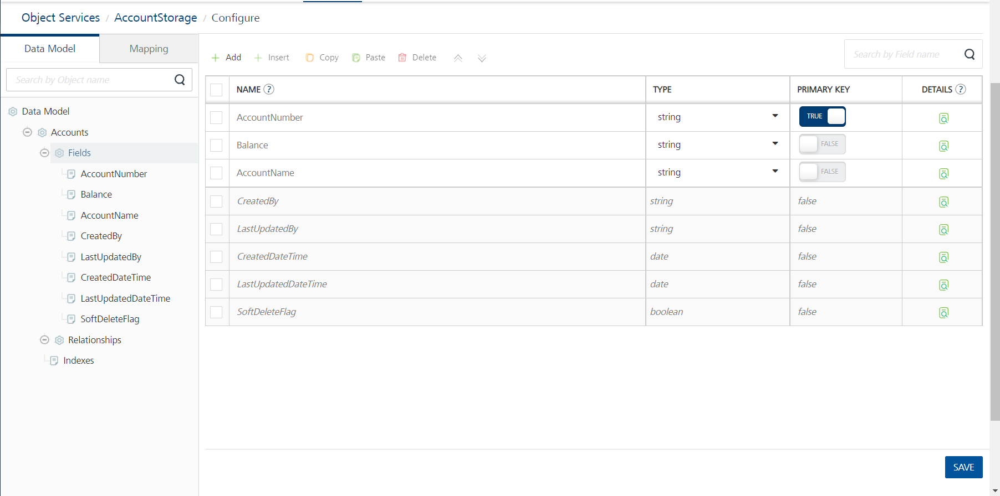 Object Services / AccountStorage / Configure
Data Model
Mapping
Search by Object name
Data Model
Accounts
Fields
AccountNumber
Balance
AccountName
CreatedBy
LastUpdatedBy
CreatedDateTime
LastUpdatedDateTime
SoftDeleteFlag
Relationships
Indexes
+ Add + Insert Copy Paste Delete
Search by Field name
NAME ? TYPE PRIMARY KEY DETAILS ?
AccountNumber string TRUE
Balance string FALSE
AccountName string FALSE
CreatedBy string false
LastUpdatedBy string false
CreatedDateTime date false
LastUpdatedDateTime date false
SoftDeleteFlag boolean false
SAVE